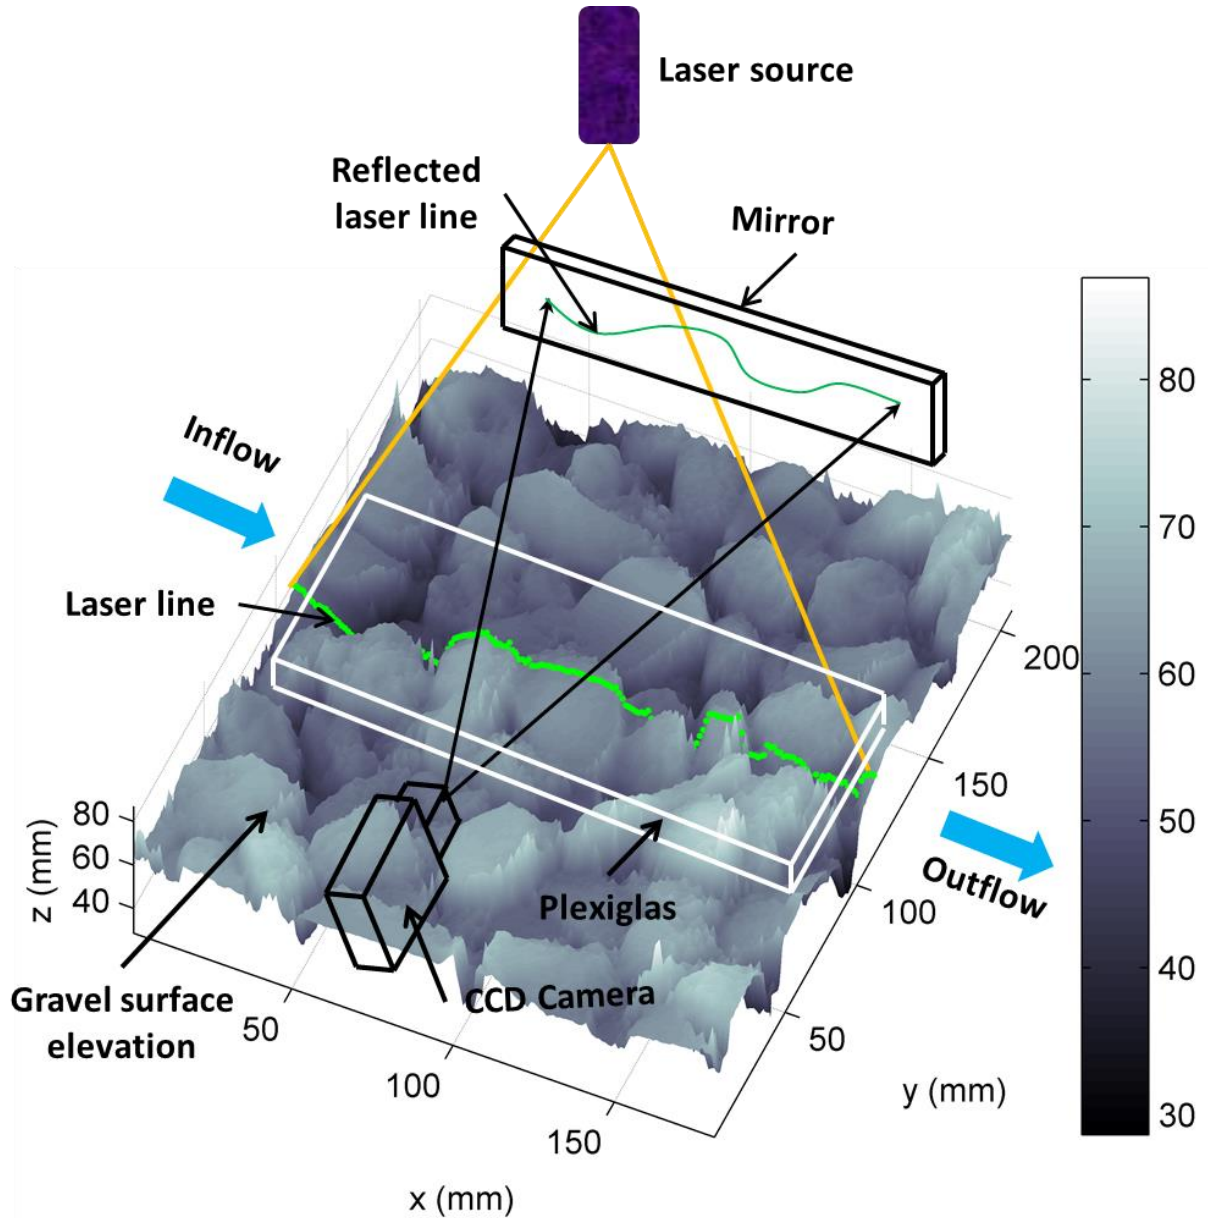 Laser source
Reflected
laser line
Mirror
Inflow
Laser line
80
70
60
50
40
30
200
150
100
50
y (mm)
Outflow
Plexiglas
CCD Camera
Gravel surface
elevation
z (mm)
80
60
40
50
100
150
x (mm)